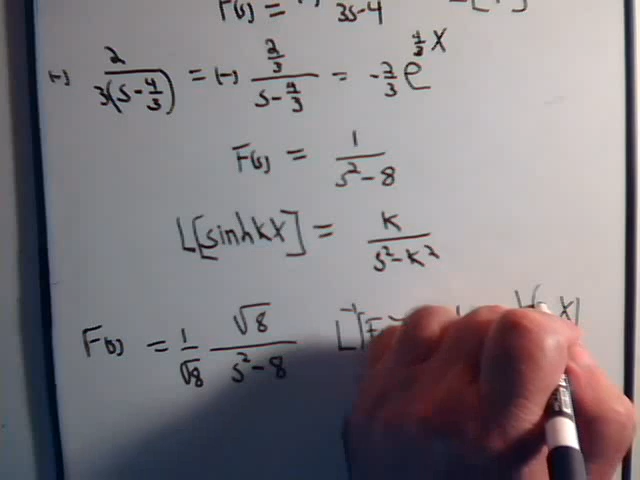 F(s) = 3s-4
(-) 2/(3(s - 4/3)) = (-) (2/3)/(s - 4/3) = -2/3 e^(4/3 x)
F(s) = 1/(s² - 8)
L[sinh kx] = k/(s² - k²)
F(s) = 1/√8 √8/(s² - 8) L⁻¹[F